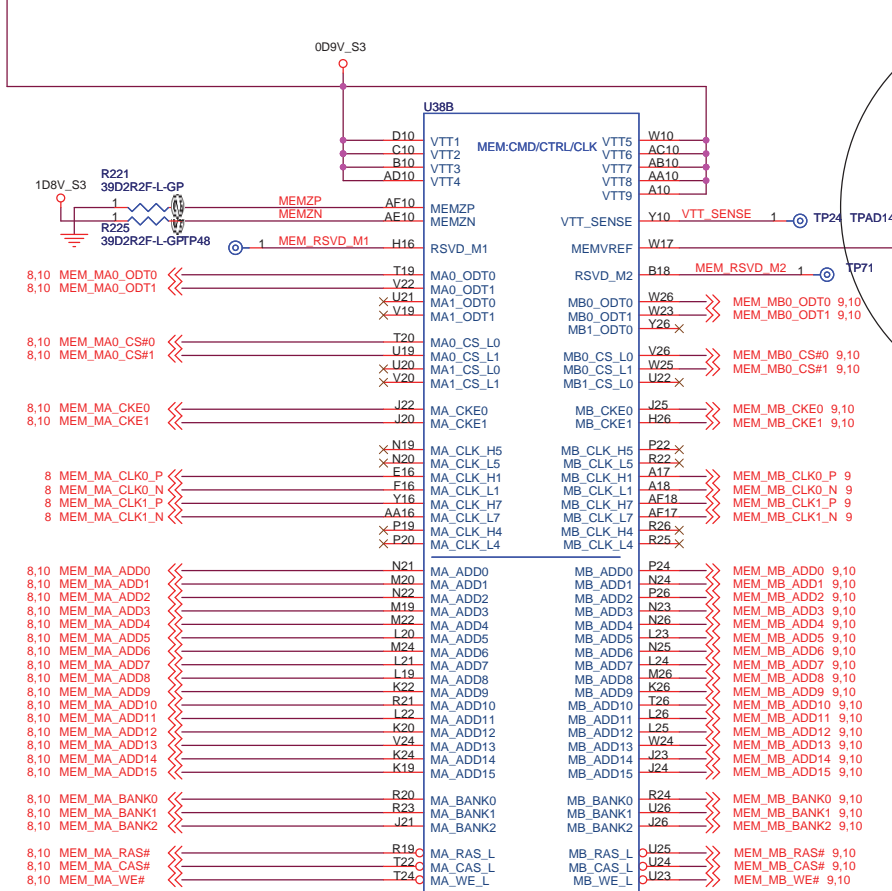 0D9V_S3
U38B
MEM:CMD/CTRL/CLK
D10 VTT1 VTT5 W10
C10 VTT2 VTT6 AC10
B10 VTT3 VTT7 AB10
AD10 VTT4 VTT8 AA10
VTT9 A10
R221
39D2R2F-L-GP
1D8V_S3
1 MEMZP AF10 MEMZP
1 MEMZN AE10 MEMZN VTT_SENSE Y10 VTT_SENSE 1 TP24 TPAD14
R225
39D2R2F-L-GP TP48
1 MEM_RSVD_M1 H16 RSVD_M1 MEMVREF W17
8,10 MEM_MA0_ODT0 T19 MA0_ODT0 RSVD_M2 B18 MEM_RSVD_M2 1 TP71
8,10 MEM_MA0_ODT1 V22 MA0_ODT1
U21 MA1_ODT0 MB0_ODT0 W26 MEM_MB0_ODT0 9,10
V19 MA1_ODT1 MB0_ODT1 W23 MEM_MB0_ODT1 9,10
MB1_ODT0 Y26
8,10 MEM_MA0_CS#0 T20 MA0_CS_L0
8,10 MEM_MA0_CS#1 U19 MA0_CS_L1 MB0_CS_L0 V26 MEM_MB0_CS#0 9,10
U20 MA1_CS_L0 MB0_CS_L1 W25 MEM_MB0_CS#1 9,10
V20 MA1_CS_L1 MB1_CS_L0 U22
8,10 MEM_MA_CKE0 J22 MA_CKE0 MB_CKE0 J25 MEM_MB_CKE0 9,10
8,10 MEM_MA_CKE1 J20 MA_CKE1 MB_CKE1 H26 MEM_MB_CKE1 9,10
N19 MA_CLK_H5 MB_CLK_H5 P22
N20 MA_CLK_L5 MB_CLK_L5 R22
8 MEM_MA_CLK0_P E16 MA_CLK_H1 MB_CLK_H1 A17 MEM_MB_CLK0_P 9
8 MEM_MA_CLK0_N F16 MA_CLK_L1 MB_CLK_L1 A18 MEM_MB_CLK0_N 9
8 MEM_MA_CLK1_P Y16 MA_CLK_H7 MB_CLK_H7 AF18 MEM_MB_CLK1_P 9
8 MEM_MA_CLK1_N AA16 MA_CLK_L7 MB_CLK_L7 AF17 MEM_MB_CLK1_N 9
P19 MA_CLK_H4 MB_CLK_H4 R26
P20 MA_CLK_L4 MB_CLK_L4 R25
8,10 MEM_MA_ADD0 N21 MA_ADD0 MB_ADD0 P24 MEM_MB_ADD0 9,10
8,10 MEM_MA_ADD1 M20 MA_ADD1 MB_ADD1 N24 MEM_MB_ADD1 9,10
8,10 MEM_MA_ADD2 N22 MA_ADD2 MB_ADD2 P26 MEM_MB_ADD2 9,10
8,10 MEM_MA_ADD3 M19 MA_ADD3 MB_ADD3 N23 MEM_MB_ADD3 9,10
8,10 MEM_MA_ADD4 M22 MA_ADD4 MB_ADD4 N26 MEM_MB_ADD4 9,10
8,10 MEM_MA_ADD5 L20 MA_ADD5 MB_ADD5 L23 MEM_MB_ADD5 9,10
8,10 MEM_MA_ADD6 M24 MA_ADD6 MB_ADD6 N25 MEM_MB_ADD6 9,10
8,10 MEM_MA_ADD7 L21 MA_ADD7 MB_ADD7 L24 MEM_MB_ADD7 9,10
8,10 MEM_MA_ADD8 L19 MA_ADD8 MB_ADD8 M26 MEM_MB_ADD8 9,10
8,10 MEM_MA_ADD9 K22 MA_ADD9 MB_ADD9 K26 MEM_MB_ADD9 9,10
8,10 MEM_MA_ADD10 R21 MA_ADD10 MB_ADD10 T26 MEM_MB_ADD10 9,10
8,10 MEM_MA_ADD11 L22 MA_ADD11 MB_ADD11 L26 MEM_MB_ADD11 9,10
8,10 MEM_MA_ADD12 K20 MA_ADD12 MB_ADD12 L25 MEM_MB_ADD12 9,10
8,10 MEM_MA_ADD13 V24 MA_ADD13 MB_ADD13 W24 MEM_MB_ADD13 9,10
8,10 MEM_MA_ADD14 K24 MA_ADD14 MB_ADD14 J23 MEM_MB_ADD14 9,10
8,10 MEM_MA_ADD15 K19 MA_ADD15 MB_ADD15 J24 MEM_MB_ADD15 9,10
8,10 MEM_MA_BANK0 R20 MA_BANK0 MB_BANK0 R24 MEM_MB_BANK0 9,10
8,10 MEM_MA_BANK1 R23 MA_BANK1 MB_BANK1 U26 MEM_MB_BANK1 9,10
8,10 MEM_MA_BANK2 J21 MA_BANK2 MB_BANK2 J26 MEM_MB_BANK2 9,10
8,10 MEM_MA_RAS# R19 MA_RAS_L MB_RAS_L U25 MEM_MB_RAS# 9,10
8,10 MEM_MA_CAS# T22 MA_CAS_L MB_CAS_L U24 MEM_MB_CAS# 9,10
8,10 MEM_MA_WE# T24 MA_WE_L MB_WE_L U23 MEM_MB_WE# 9,10